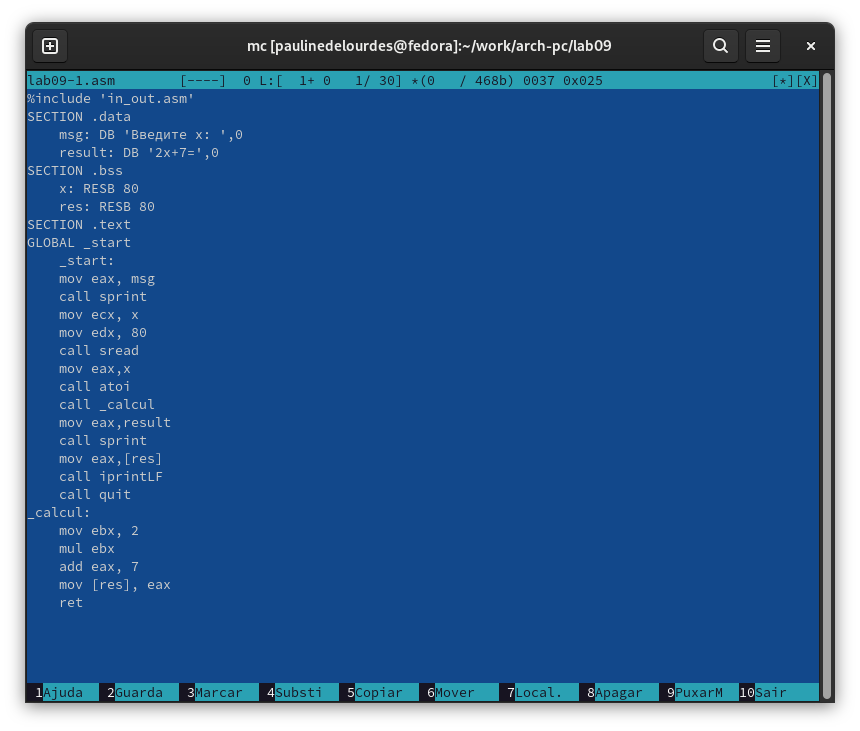 mc [paulinedelourdes@fedora]:~/work/arch-pc/lab09
lab09-1.asm        [----]  0 L:[  1+ 0   1/ 30] *(0   / 468b) 0037 0x025                     [*][X]
%include 'in_out.asm'
SECTION .data
    msg: DB 'Введите x: ',0
    result: DB '2x+7=',0
SECTION .bss
    x: RESB 80
    res: RESB 80
SECTION .text
GLOBAL _start
    _start:
    mov eax, msg
    call sprint
    mov ecx, x
    mov edx, 80
    call sread
    mov eax,x
    call atoi
    call _calcul
    mov eax,result
    call sprint
    mov eax,[res]
    call iprintLF
    call quit
_calcul:
    mov ebx, 2
    mul ebx
    add eax, 7
    mov [res], eax
    ret
1Ajuda  2Guarda  3Marcar  4Substi  5Copiar  6Mover  7Local.  8Apagar  9PuxarM  10Sair